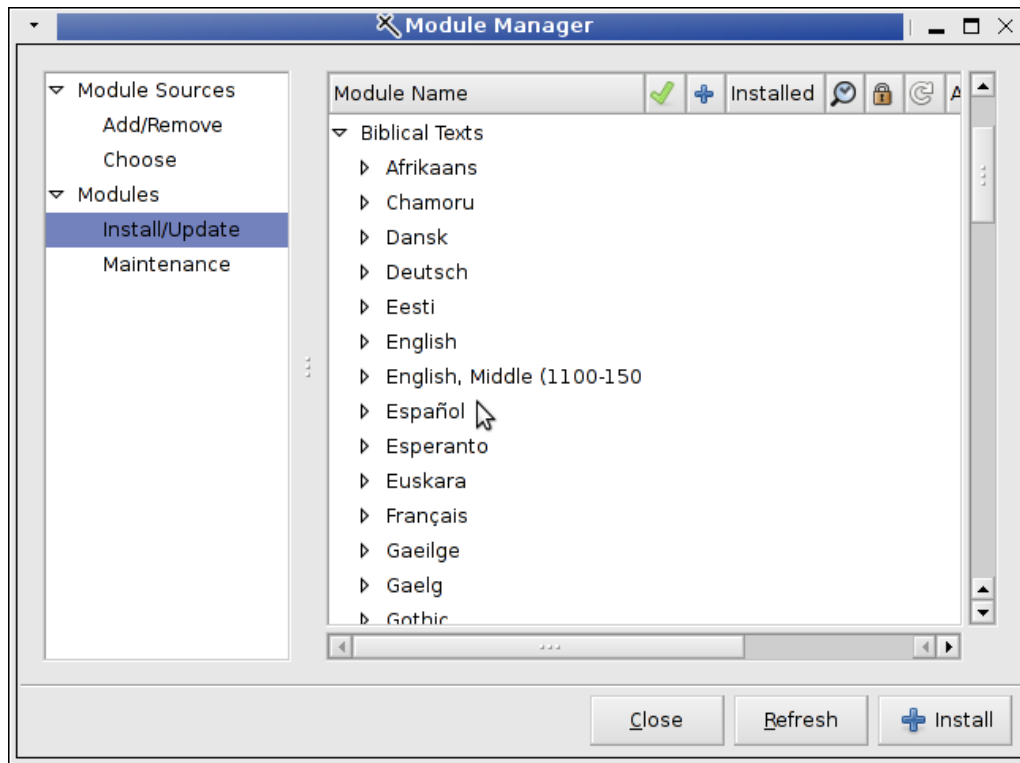 Module Manager
Module Sources
Add/Remove
Choose
Modules
Install/Update
Maintenance
Module Name Installed A
Biblical Texts
Afrikaans
Chamoru
Dansk
Deutsch
Eesti
English
English, Middle (1100-150
Español
Esperanto
Euskara
Français
Gaeilge
Gaelg
Gothic
Close Refresh Install